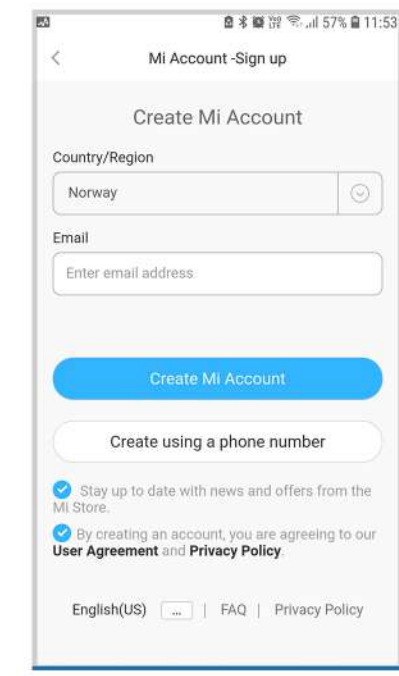 57% 11:53
Mi Account -Sign up
Create Mi Account
Country/Region
Norway
Email
Enter email address
Create Mi Account
Create using a phone number
Stay up to date with news and offers from the
Mi Store.
By creating an account, you are agreeing to our
User Agreement and Privacy Policy.
English(US) ... | FAQ | Privacy Policy